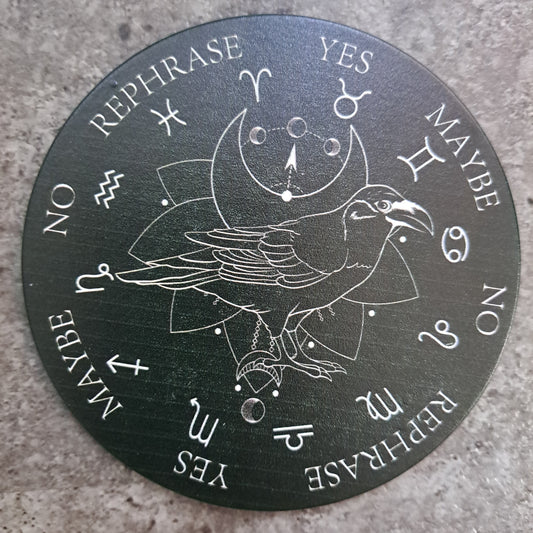 YES
MAYBE
NO
REPHRASE
YES
MAYBE
NO
REPHRASE